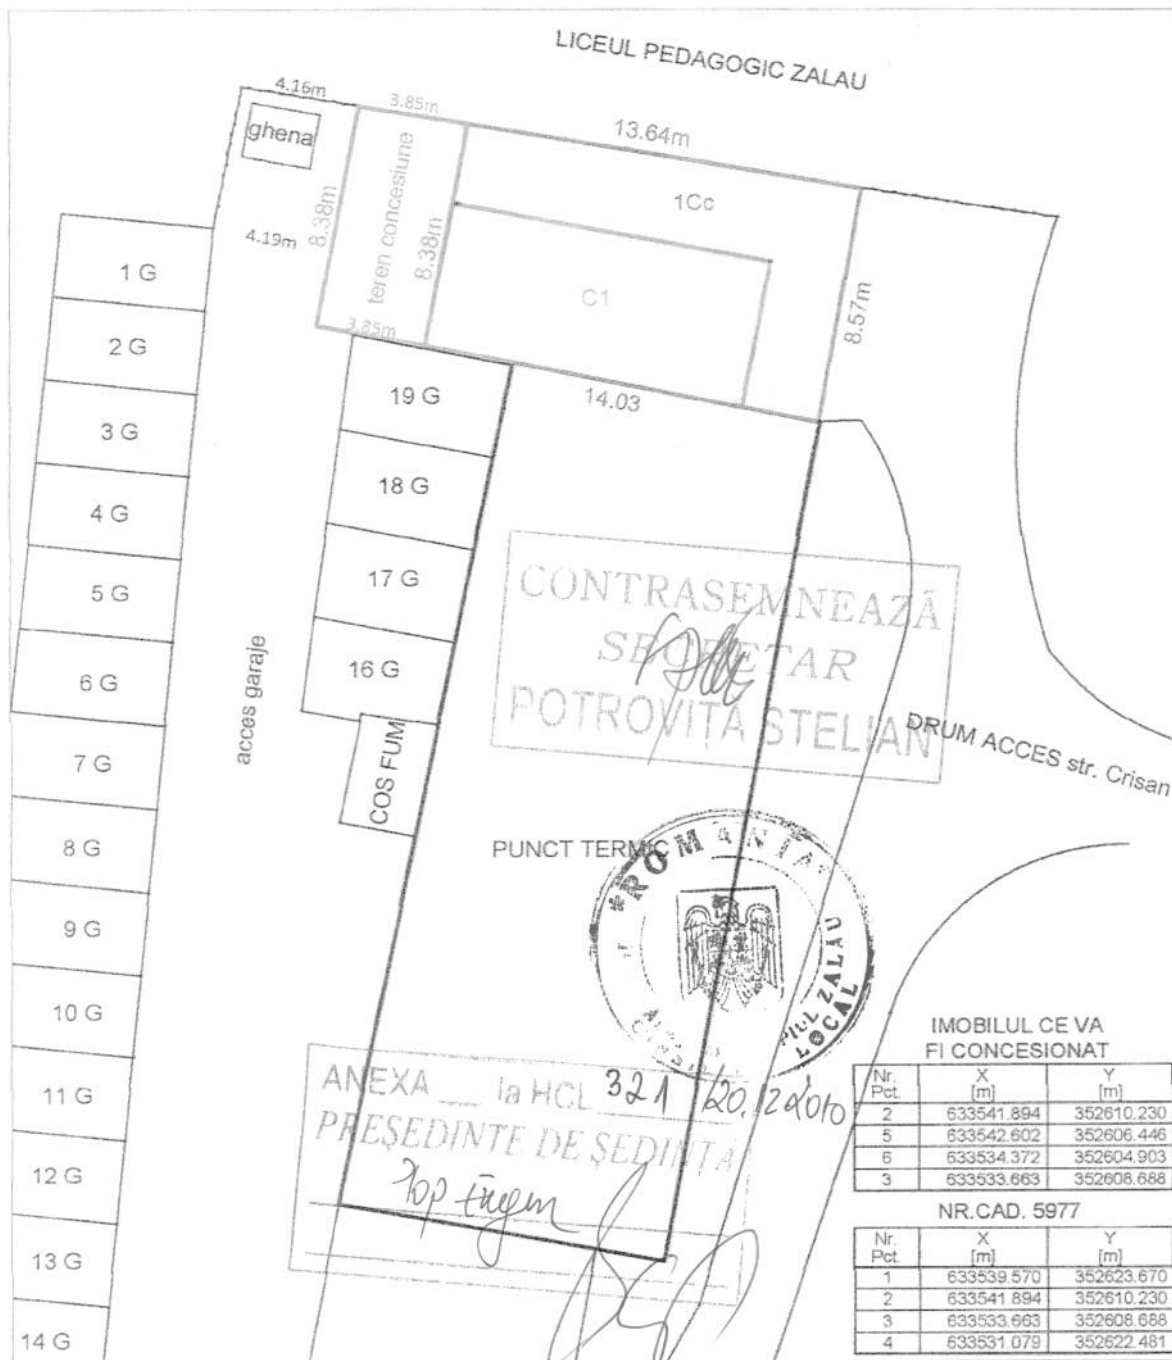 LICEUL PEDAGOGIC ZALAU
4.16m
3.85m
13.64m
ghena
teren concesiune
1Cc
8.38m
8.38m
4.19m
C1
8.57m
3.85m
14.03
1 G
2 G
3 G
4 G
5 G
6 G
7 G
8 G
9 G
10 G
11 G
12 G
13 G
14 G
acces garaje
19 G
18 G
17 G
16 G
COS FUM
CONTRASEMNEAZĂ
SECRETAR
POTROVITA STELIAN
DRUM ACCES str. Crisan
PUNCT TERMIC
ROMÂNIA
ZALĂU
LOCAL
ANEXA ___ la HCL 321 /20.12 2010
PREŞEDINTE DE ŞEDINTA
Top Eugen
IMOBILUL CE VA
FI CONCESIONAT
Nr. Pct. X [m] Y [m]
2 633541.894 352610.230
5 633542.602 352606.446
6 633534.372 352604.903
3 633533.663 352608.688
NR.CAD. 5977
Nr. Pct. X [m] Y [m]
1 633539.570 352623.670
2 633541.894 352610.230
3 633533.663 352608.688
4 633531.079 352622.481